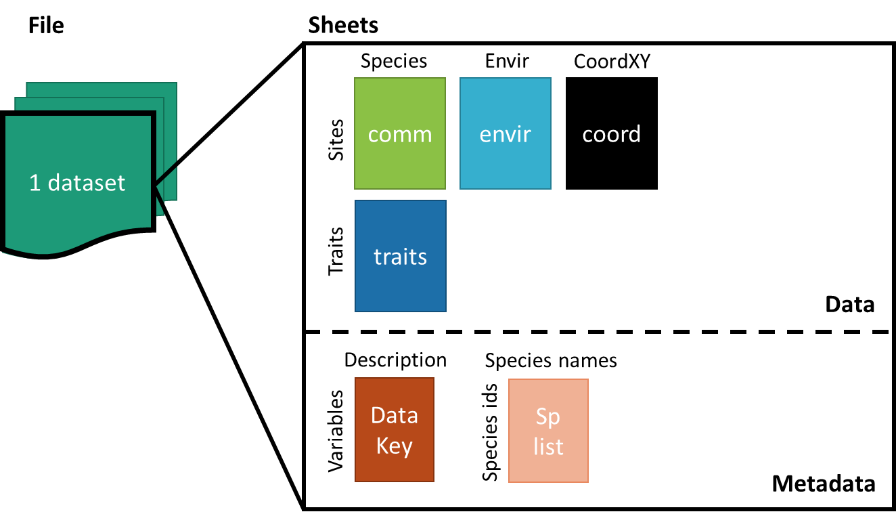 File
Sheets
1 dataset
Species
Envir
CoordXY
Sites
comm
envir
coord
Traits
traits
Data
Description
Species names
Variables
Data
Key
Species ids
Sp
list
Metadata